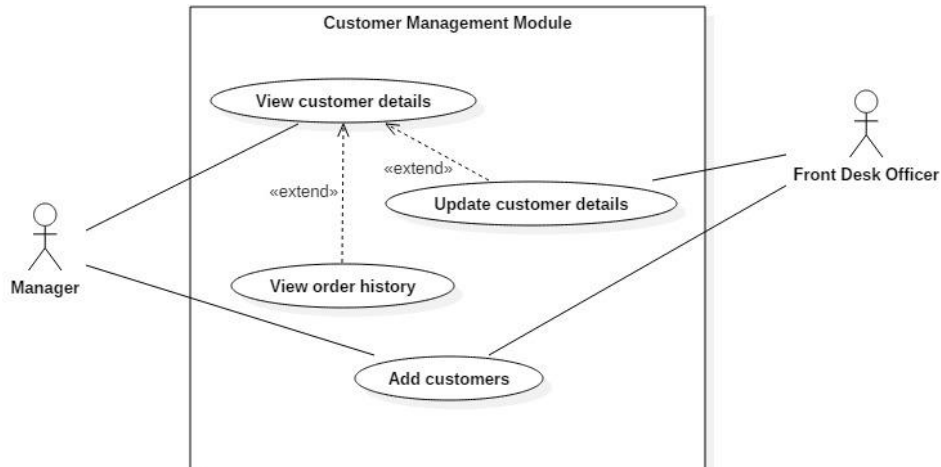 Customer Management Module
View customer details
«extend»
«extend»
Front Desk Officer
Update customer details
Manager
View order history
Add customers